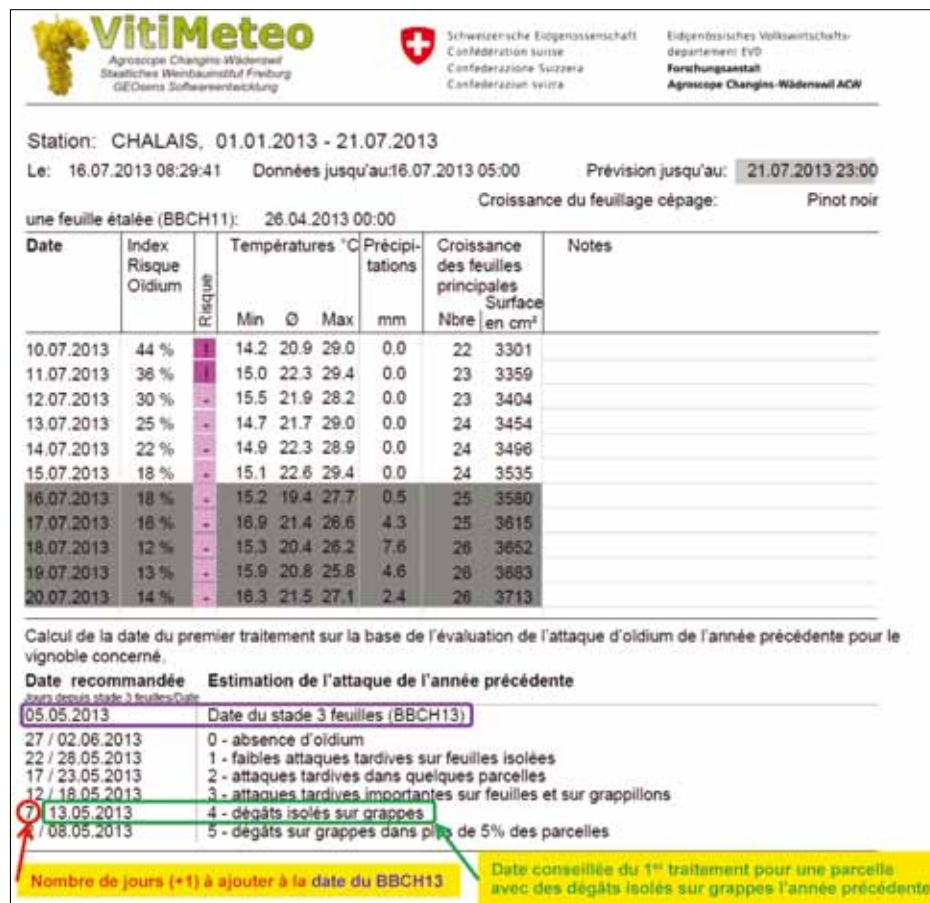 VitiMeteo
Agroscope Changins Wädenswil
Staatliches Weinbauinstitut Freiburg
GEOsens Softwareentwicklung
Schweizerische Eidgenossenschaft
Confédération suisse
Confederazione Svizzera
Confederaziun svizra
Eidgenössisches Volkswirtschafts-
departement EVD
Forschungsanstalt
Agroscope Changins-Wädenswil ACW
Station: CHALAIS, 01.01.2013 - 21.07.2013
Le: 16.07.2013 08:29:41 Données jusqu'au:16.07.2013 05:00 Prévision jusqu'au: 21.07.2013 23:00
Croissance du feuillage cépage: Pinot noir
une feuille étalée (BBCH11): 26.04.2013 00:00
Date Index Risque Oïdium Risque Températures °C Précipi-tations Croissance des feuilles principales Notes
Min Ø Max mm Nbre Surface en cm²
10.07.2013 44 % ! 14.2 20.9 29.0 0.0 22 3301
11.07.2013 36 % ! 15.0 22.3 29.4 0.0 23 3359
12.07.2013 30 % - 15.5 21.9 28.2 0.0 23 3404
13.07.2013 25 % - 14.7 21.7 29.0 0.0 24 3454
14.07.2013 22 % - 14.9 22.3 28.9 0.0 24 3496
15.07.2013 18 % - 15.1 22.6 29.4 0.0 24 3535
16.07.2013 18 % - 15.2 19.4 27.7 0.5 25 3580
17.07.2013 16 % - 16.9 21.4 26.6 4.3 25 3615
18.07.2013 12 % - 15.3 20.4 26.2 7.6 26 3652
19.07.2013 13 % - 15.9 20.8 25.8 4.6 26 3683
20.07.2013 14 % - 16.3 21.5 27.1 2.4 26 3713
Calcul de la date du premier traitement sur la base de l'évaluation de l'attaque d'oïdium de l'année précédente pour le
vignoble concerné.
Date recommandée Estimation de l'attaque de l'année précédente
Jours depuis stade 3 feuilles/Date
05.05.2013 Date du stade 3 feuilles (BBCH13)
27 / 02.06.2013 0 - absence d'oïdium
22 / 28.05.2013 1 - faibles attaques tardives sur feuilles isolées
17 / 23.05.2013 2 - attaques tardives dans quelques parcelles
12 / 18.05.2013 3 - attaques tardives importantes sur feuilles et sur grappillons
7 / 13.05.2013 4 - dégâts isolés sur grappes
/ 08.05.2013 5 - dégâts sur grappes dans plus de 5% des parcelles
Nombre de jours (+1) à ajouter à la date du BBCH13
Date conseillée du 1er traitement pour une parcelle
avec des dégâts isolés sur grappes l'année précédente